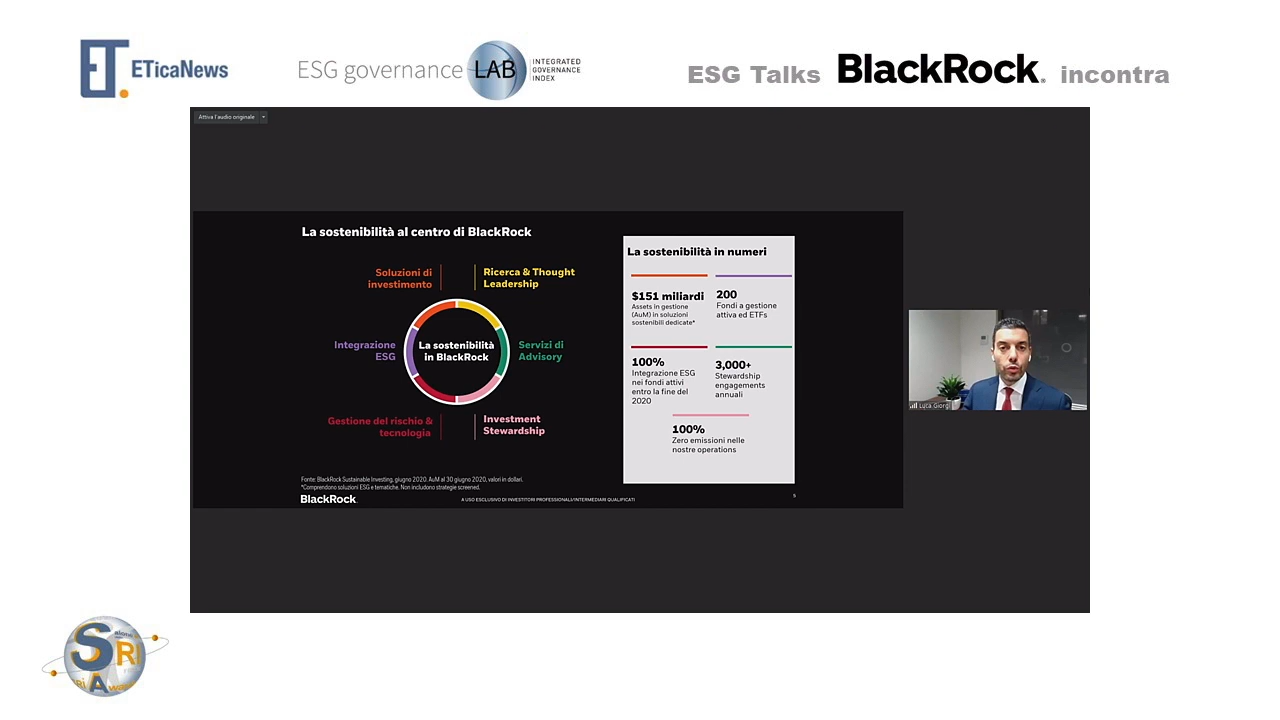 ET.
ETicaNews
ESG governance LAB
INTEGRATED
GOVERNANCE
INDEX
ESG Talks BlackRock. incontra
Attiva l'audio originale
La sostenibilità al centro di BlackRock
Soluzioni di
investimento
Ricerca & Thought
Leadership
Integrazione
ESG
La sostenibilità
in BlackRock
Servizi di
Advisory
Gestione del rischio &
tecnologia
Investment
Stewardship
La sostenibilità in numeri
$151 miliardi
Assets in gestione
(AuM) in soluzioni
sostenibili dedicate*
200
Fondi a gestione
attiva ed ETFs
100%
Integrazione ESG
nei fondi attivi
entro la fine del
2020
3,000+
Stewardship
engagements
annuali
100%
Zero emissioni nelle
nostre operations
Fonte: BlackRock Sustainable Investing, giugno 2020. AuM al 30 giugno 2020, valori in dollari.
*Comprendono soluzioni ESG e tematiche. Non includono strategie screened.
BlackRock.
A USO ESCLUSIVO DI INVESTITORI PROFESSIONALI/INTERMEDIARI QUALIFICATI
5
Luca Giorgi
S
RI
A